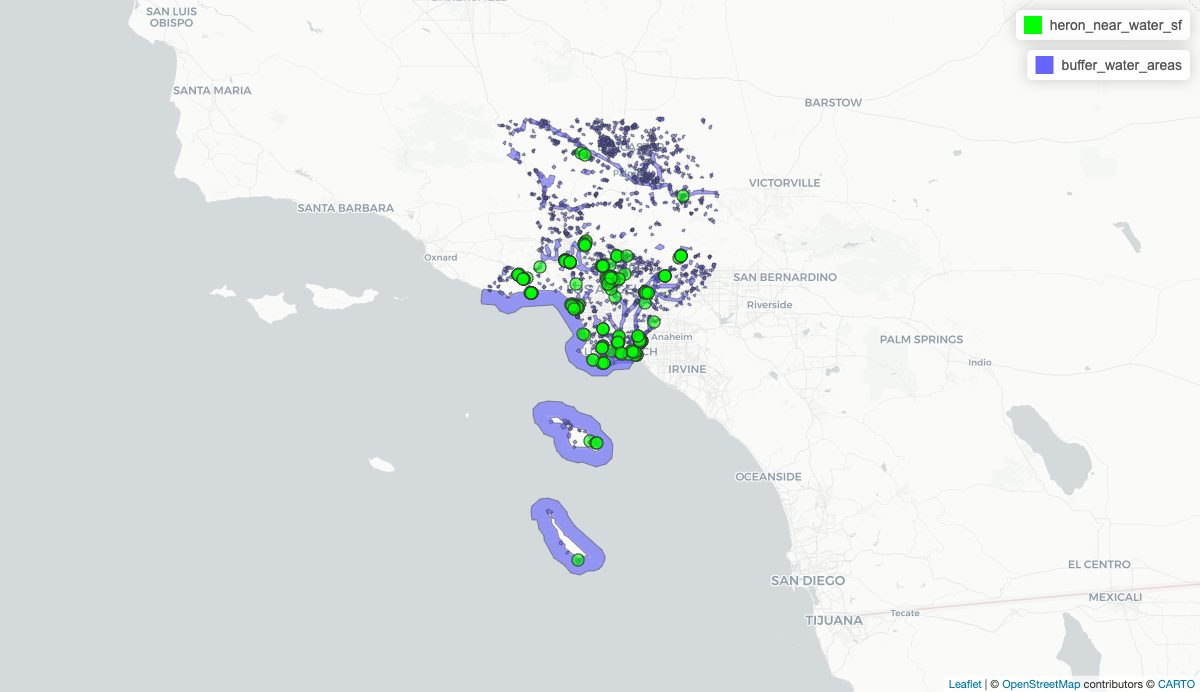 SAN LUIS
OBISPO
heron_near_water_sf
buffer_water_areas
SANTA MARIA
BARSTOW
VICTORVILLE
SANTA BARBARA
Oxnard
SAN BERNARDINO
Riverside
Anaheim
PALM SPRINGS
Indio
IRVINE
OCEANSIDE
EL CENTRO
SAN DIEGO
MEXICALI
Tecate
TIJUANA
Leaflet | © OpenStreetMap contributors © CARTO